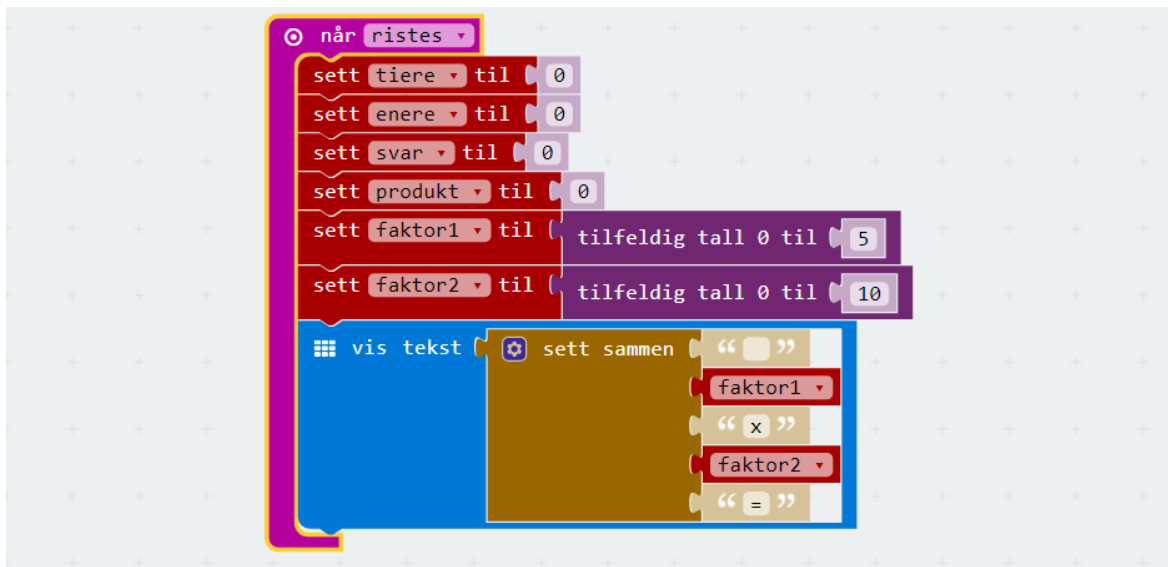 når ristes
sett tiere til 0
sett enere til 0
sett svar til 0
sett produkt til 0
sett faktor1 til tilfeldig tall 0 til 5
sett faktor2 til tilfeldig tall 0 til 10
vis tekst sett sammen “ ”
faktor1
“ x ”
faktor2
“ = ”